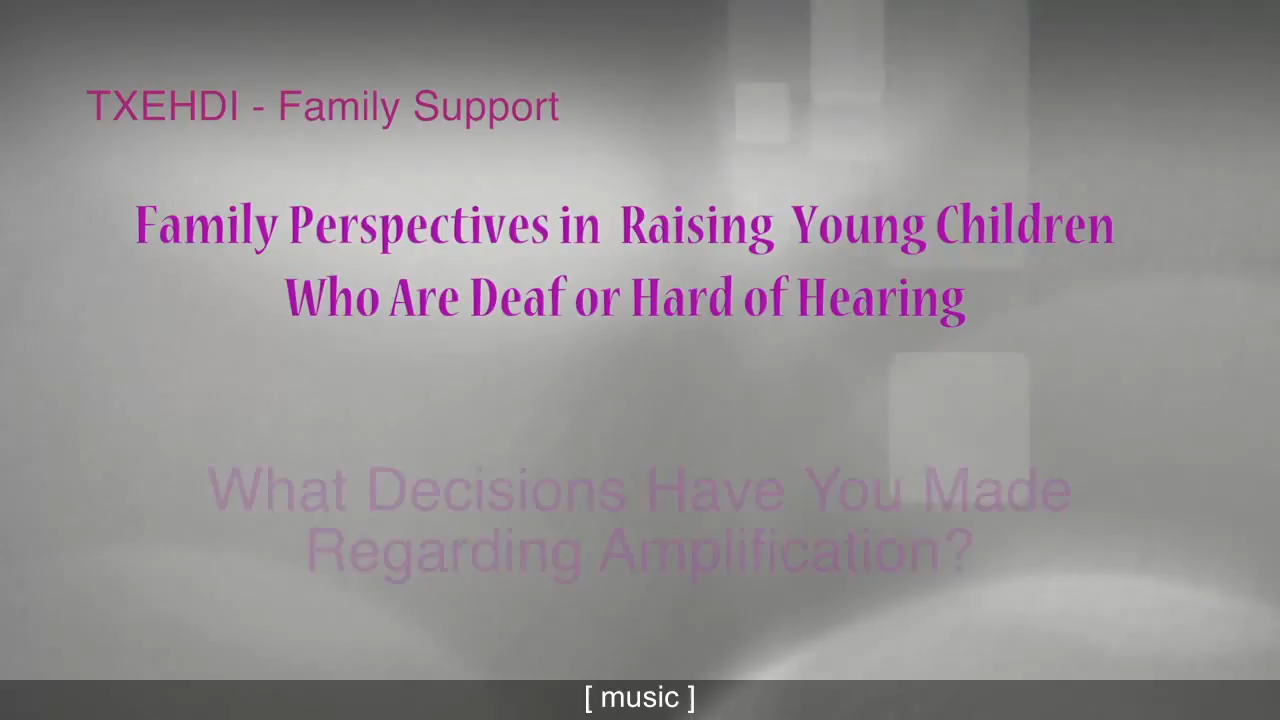 TXEHDI - Family Support
Family Perspectives in Raising Young Children
Who Are Deaf or Hard of Hearing
What Decisions Have You Made
Regarding Amplification?
[ music ]